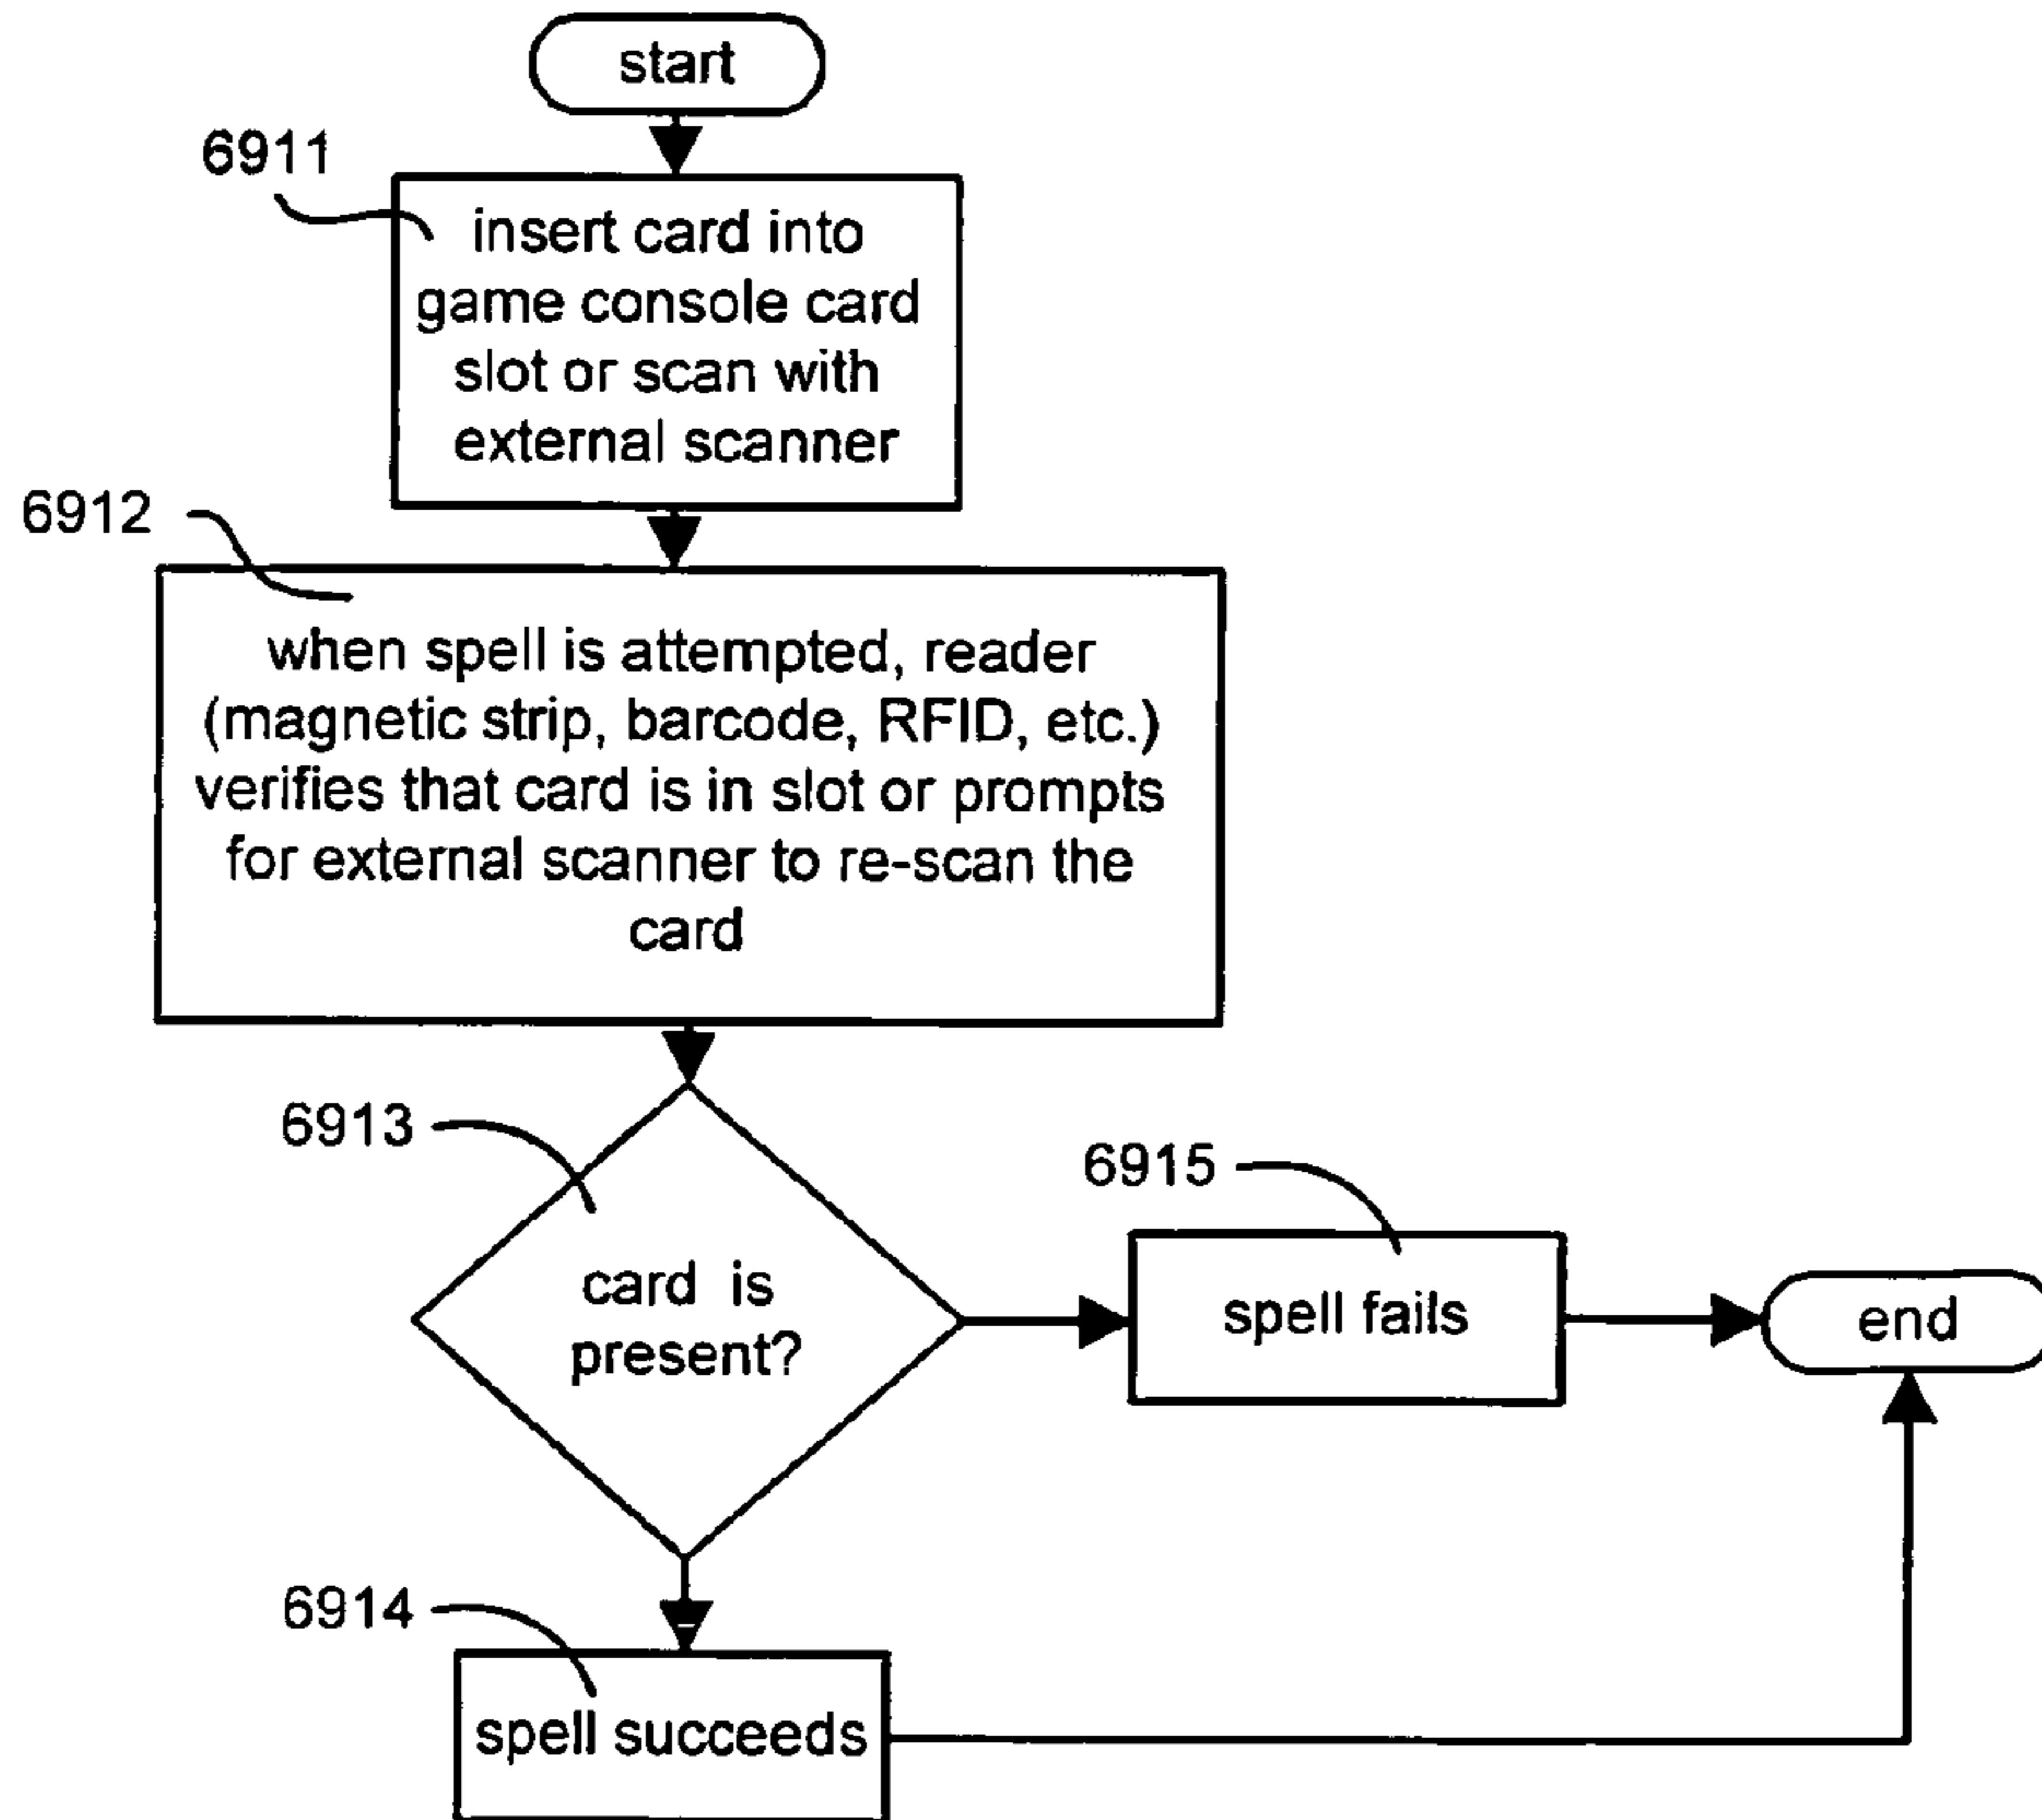 start
6911
insert card into
game console card
slot or scan with
external scanner
6912
when spell is attempted, reader
(magnetic strip, barcode, RFID, etc.)
verifies that card is in slot or prompts
for external scanner to re-scan the
card
6913
card is
present?
6915
spell fails
end
6914
spell succeeds